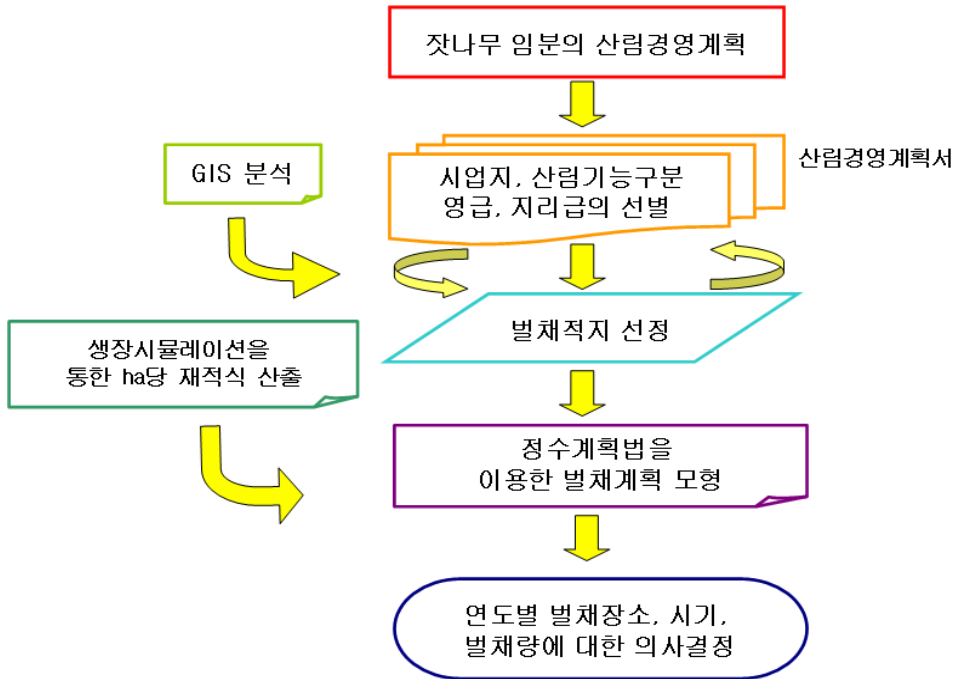 잣나무 임분의 산림경영계획
산림경영계획서
GIS 분석
시업지, 산림기능구분
영급, 지리급의 선별
벌채적지 선정
생장시뮬레이션을
통한 ha당 재적식 산출
정수계획법을
이용한 벌채계획 모형
연도별 벌채장소, 시기,
벌채량에 대한 의사결정